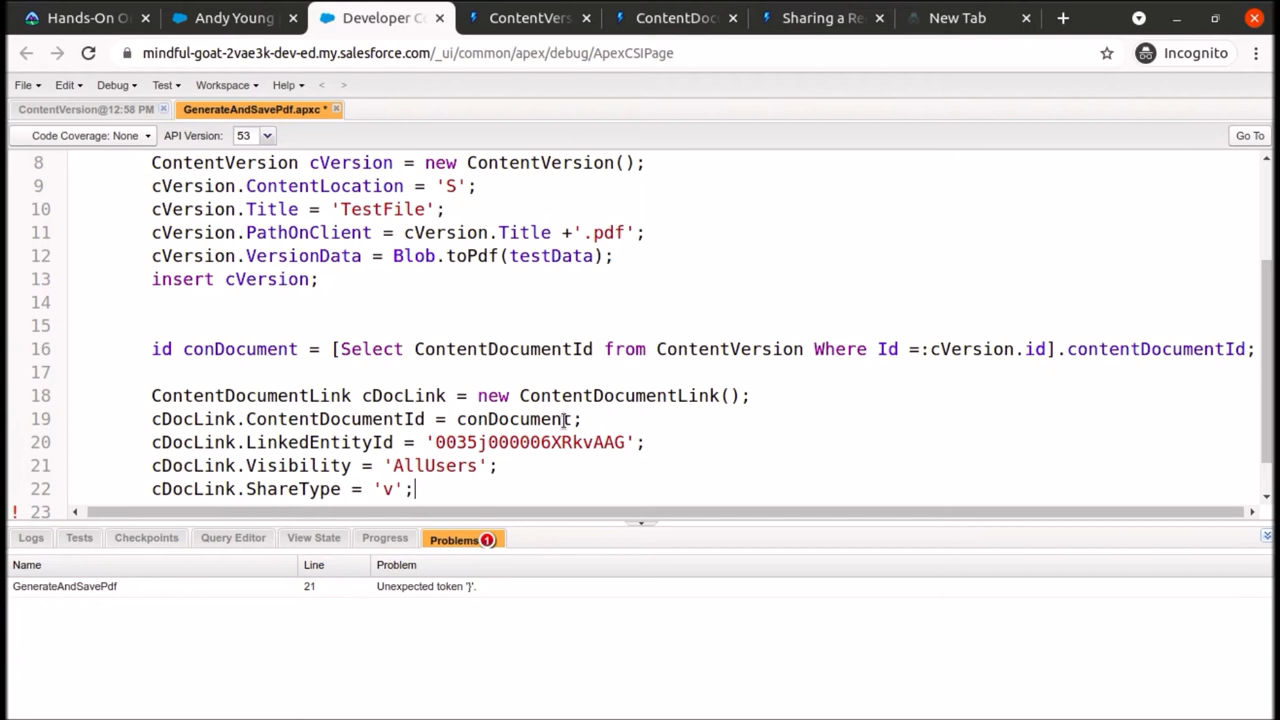 Hands-On O
Andy Young
Developer C
ContentVers
ContentDoc
Sharing a Re
New Tab
mindful-goat-2vae3k-dev-ed.my.salesforce.com/_ui/common/apex/debug/ApexCSIPage
Incognito
File Edit Debug Test Workspace Help < >
ContentVersion@12:58 PM
GenerateAndSavePdf.apxc *
Code Coverage: None API Version: 53 Go To
8 ContentVersion cVersion = new ContentVersion();
9 cVersion.ContentLocation = 'S';
10 cVersion.Title = 'TestFile';
11 cVersion.PathOnClient = cVersion.Title +'.pdf';
12 cVersion.VersionData = Blob.toPdf(testData);
13 insert cVersion;
14
15
16 id conDocument = [Select ContentDocumentId from ContentVersion Where Id =:cVersion.id].contentDocumentId;
17
18 ContentDocumentLink cDocLink = new ContentDocumentLink();
19 cDocLink.ContentDocumentId = conDocument;
20 cDocLink.LinkedEntityId = '0035j000006XRkvAAG';
21 cDocLink.Visibility = 'AllUsers';
22 cDocLink.ShareType = 'v';
! 23
Logs Tests Checkpoints Query Editor View State Progress Problems 1
Name Line Problem
GenerateAndSavePdf 21 Unexpected token '}'.